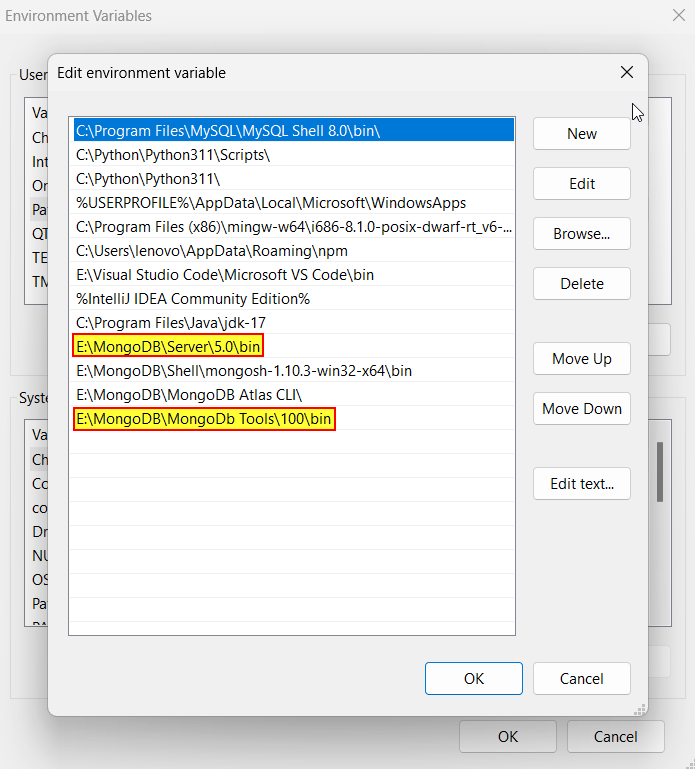 Environment Variables
Edit environment variable
User
Va
Ch
Int
On
Pa
QT
TE
TM
C:\Program Files\MySQL\MySQL Shell 8.0\bin\
C:\Python\Python311\Scripts\
C:\Python\Python311\
%USERPROFILE%\AppData\Local\Microsoft\WindowsApps
C:\Program Files (x86)\mingw-w64\i686-8.1.0-posix-dwarf-rt_v6-...
C:\Users\lenovo\AppData\Roaming\npm
E:\Visual Studio Code\Microsoft VS Code\bin
%IntelliJ IDEA Community Edition%
C:\Program Files\Java\jdk-17
E:\MongoDB\Server\5.0\bin
E:\MongoDB\Shell\mongosh-1.10.3-win32-x64\bin
E:\MongoDB\MongoDB Atlas CLI\
E:\MongoDB\MongoDb Tools\100\bin
New
Edit
Browse...
Delete
Move Up
Move Down
Edit text...
Syste
Va
Ch
Co
co
Dr
NU
OS
Pa
OK
Cancel
OK
Cancel